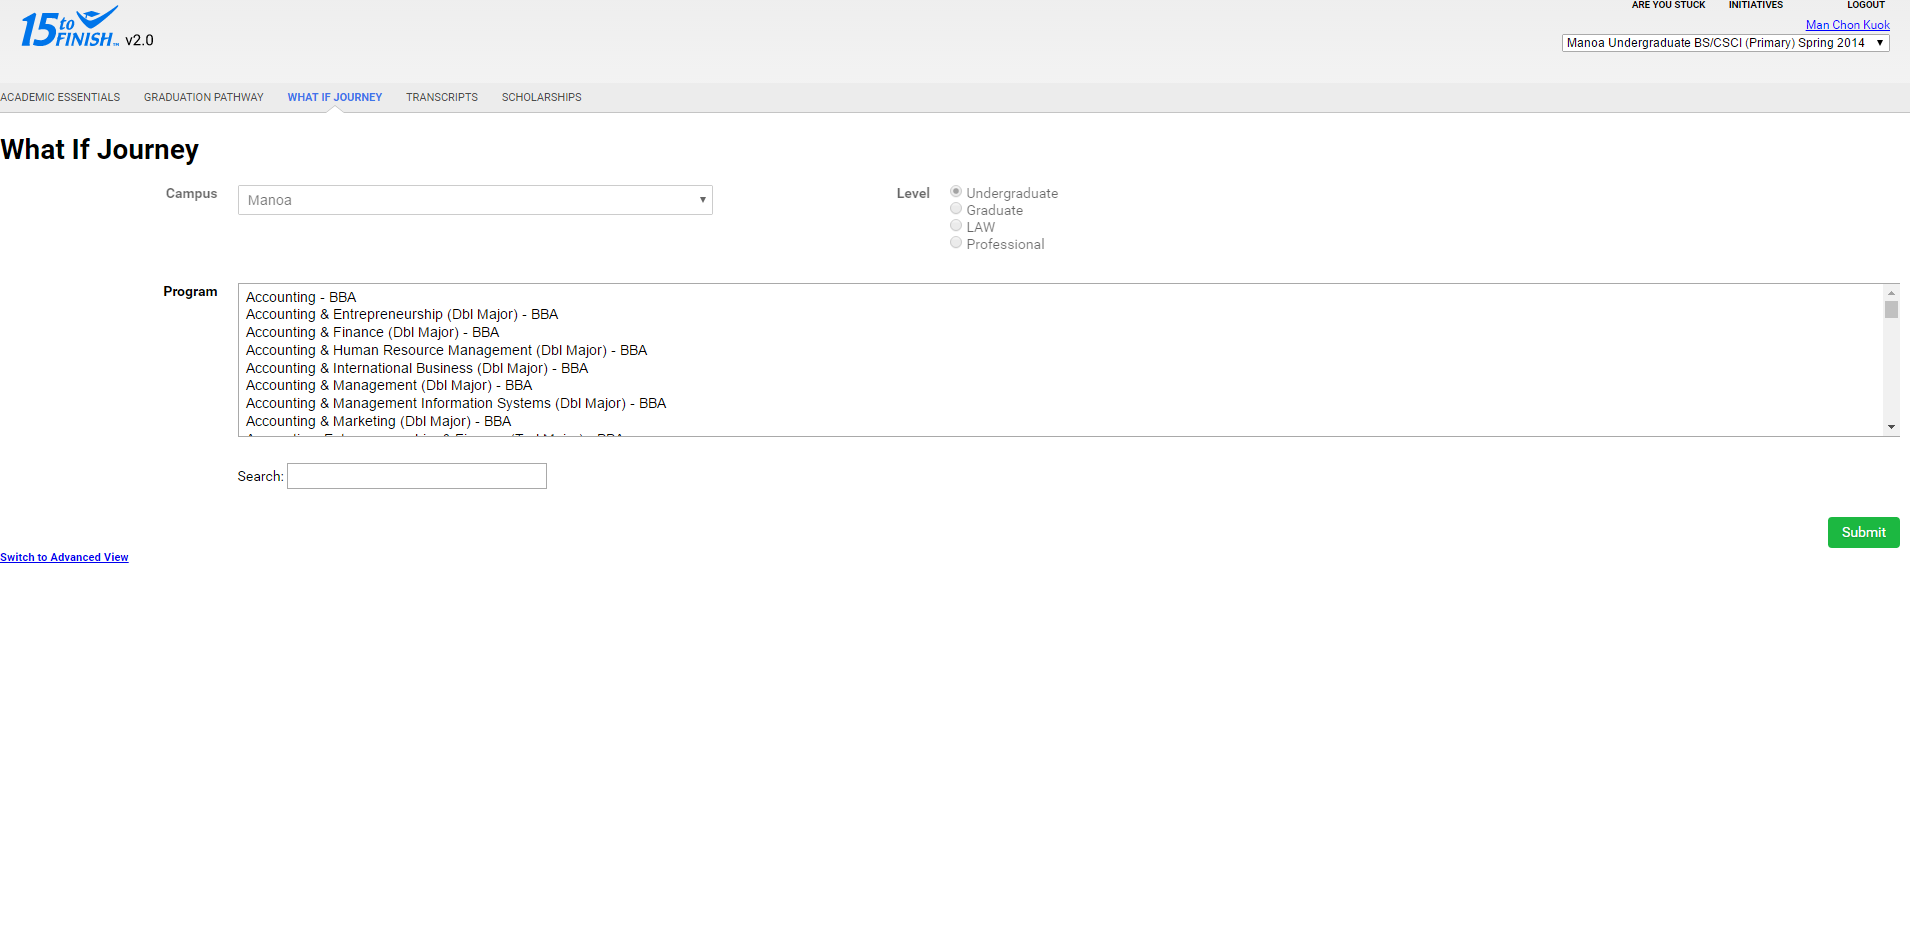 ARE YOU STUCK INITIATIVES LOGOUT
15 to FINISH™ v2.0
Man Chon Kuok
Manoa Undergraduate BS/CSCI (Primary) Spring 2014
ACADEMIC ESSENTIALS GRADUATION PATHWAY WHAT IF JOURNEY TRANSCRIPTS SCHOLARSHIPS
What If Journey
Campus Manoa
Level Undergraduate
Graduate
LAW
Professional
Program
Accounting - BBA
Accounting & Entrepreneurship (Dbl Major) - BBA
Accounting & Finance (Dbl Major) - BBA
Accounting & Human Resource Management (Dbl Major) - BBA
Accounting & International Business (Dbl Major) - BBA
Accounting & Management (Dbl Major) - BBA
Accounting & Management Information Systems (Dbl Major) - BBA
Accounting & Marketing (Dbl Major) - BBA
Search:
Submit
Switch to Advanced View